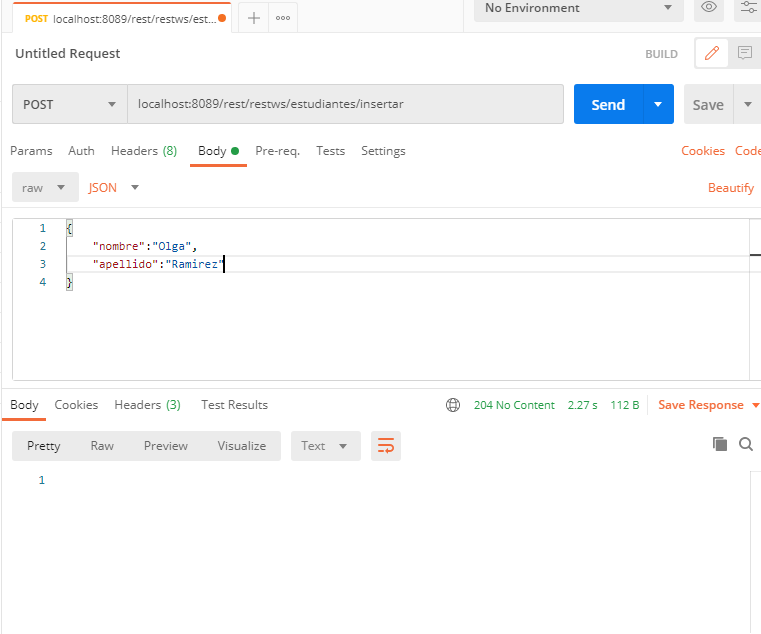 POST localhost:8089/rest/restws/est...
No Environment
Untitled Request
BUILD
POST
localhost:8089/rest/restws/estudiantes/insertar
Send
Save
Params Auth Headers (8) Body Pre-req. Tests Settings
Cookies Code
raw
JSON
Beautify
1 {
2 "nombre":"Olga",
3 "apellido":"Ramirez"
4 }
Body Cookies Headers (3) Test Results
204 No Content 2.27 s 112 B Save Response
Pretty Raw Preview Visualize Text
1